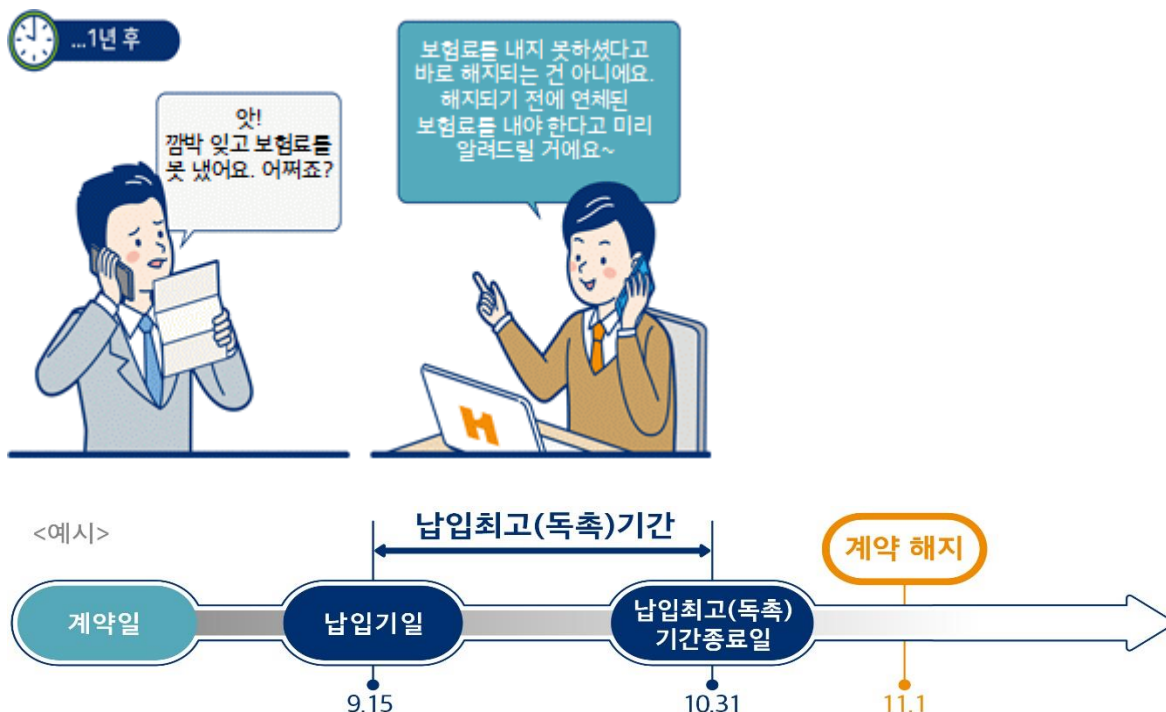 ...1년 후
앗!
깜박 잊고 보험료를
못 냈어요. 어쩌죠?
보험료를 내지 못하셨다고
바로 해지되는 건 아니에요.
해지되기 전에 연체된
보험료를 내야 한다고 미리
알려드릴 거에요~
H
<예시>
납입최고(독촉)기간
계약 해지
계약일
납입기일
납입최고(독촉)
기간종료일
9.15
10.31
11.1